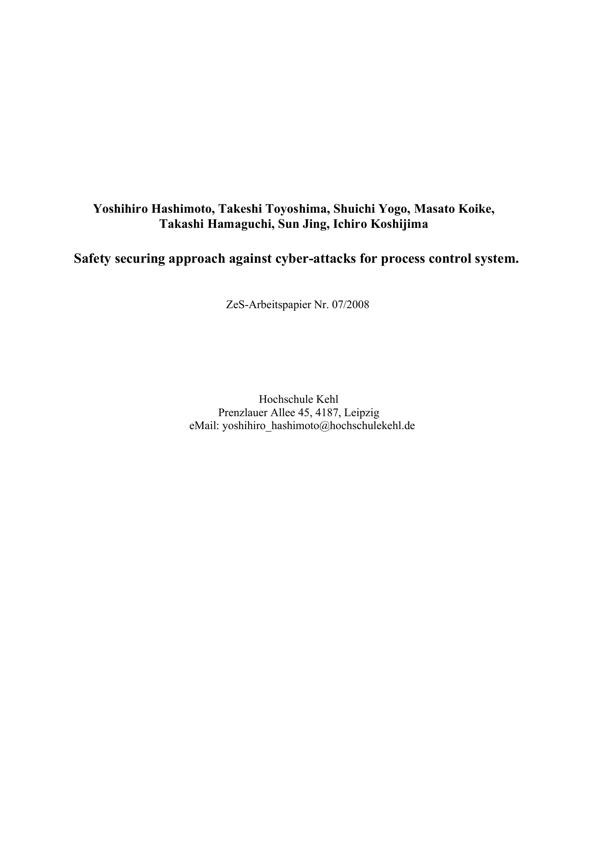 Yoshihiro Hashimoto, Takeshi Toyoshima, Shuichi Yogo, Masato Koike,
Takashi Hamaguchi, Sun Jing, Ichiro Koshijima
Safety securing approach against cyber-attacks for process control system.
ZeS-Arbeitspapier Nr. 07/2008
Hochschule Kehl
Prenzlauer Allee 45, 4187, Leipzig
eMail: yoshihiro_hashimoto@hochschulekehl.de